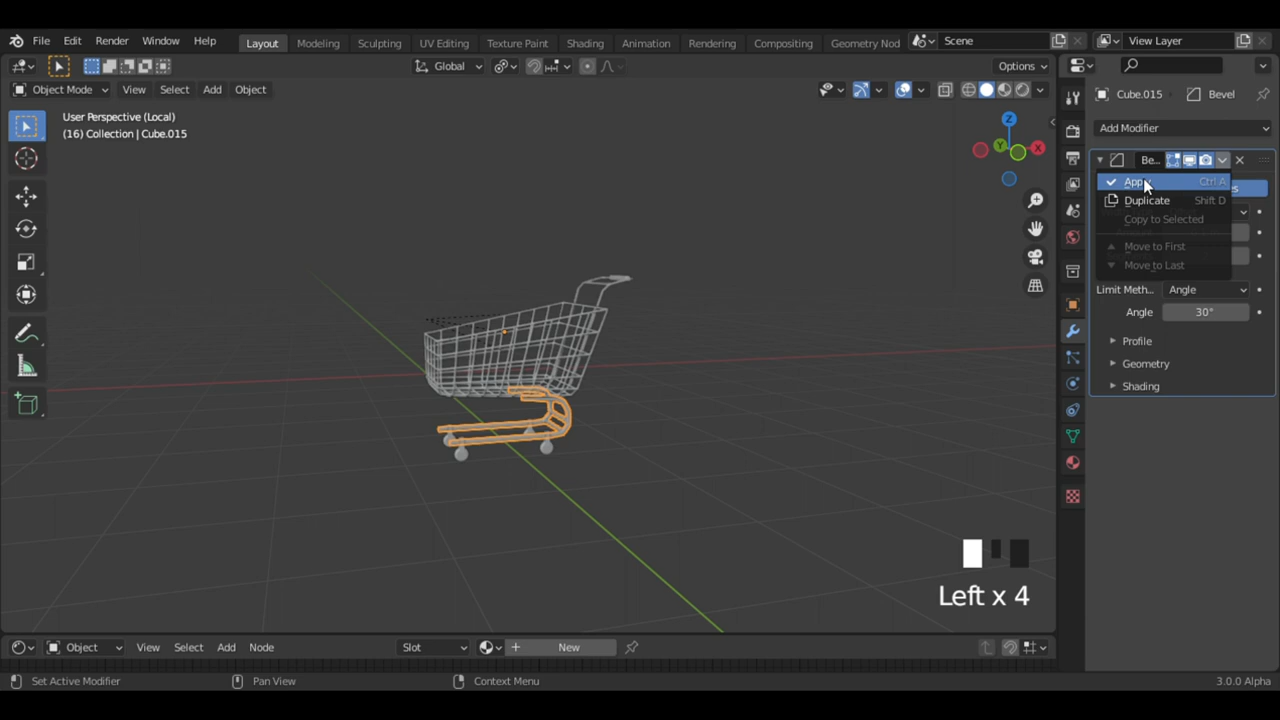 File Edit Render Window Help
Layout Modeling Sculpting UV Editing Texture Paint Shading Animation Rendering Compositing Geometry Nod
Scene
View Layer
Global
Options
Object Mode View Select Add Object
Cube.015 Bevel
User Perspective (Local)
(16) Collection | Cube.015
Z
Y
X
Add Modifier
Be...
Ctrl A
Duplicate Shift D
Copy to Selected
Move to First
Move to Last
Limit Meth... Angle
Angle 30°
Profile
Geometry
Shading
Left x 4
Object View Select Add Node Slot New
Set Active Modifier Pan View Context Menu 3.0.0 Alpha